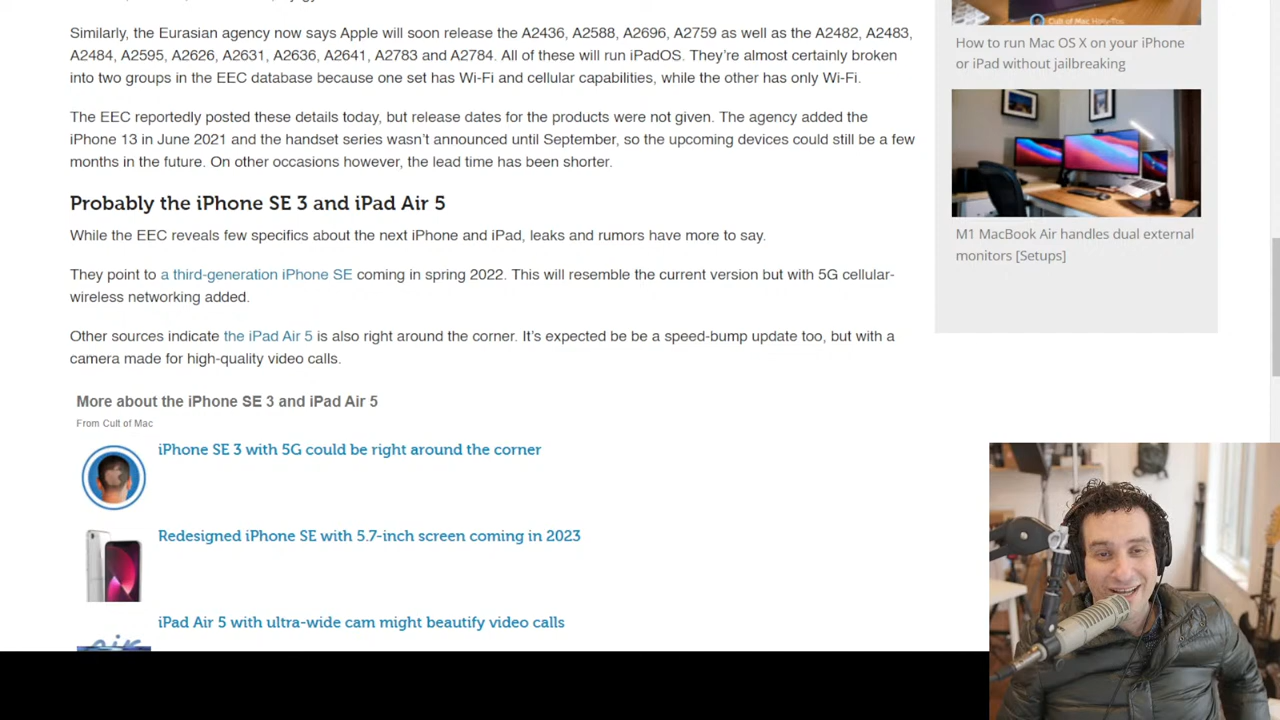 Similarly, the Eurasian agency now says Apple will soon release the A2436, A2588, A2696, A2759 as well as the A2482, A2483,
A2484, A2595, A2626, A2631, A2636, A2641, A2783 and A2784. All of these will run iPadOS. They're almost certainly broken
into two groups in the EEC database because one set has Wi-Fi and cellular capabilities, while the other has only Wi-Fi.
The EEC reportedly posted these details today, but release dates for the products were not given. The agency added the
iPhone 13 in June 2021 and the handset series wasn't announced until September, so the upcoming devices could still be a few
months in the future. On other occasions however, the lead time has been shorter.
Probably the iPhone SE 3 and iPad Air 5
While the EEC reveals few specifics about the next iPhone and iPad, leaks and rumors have more to say.
They point to a third-generation iPhone SE coming in spring 2022. This will resemble the current version but with 5G cellular-
wireless networking added.
Other sources indicate the iPad Air 5 is also right around the corner. It's expected be be a speed-bump update too, but with a
camera made for high-quality video calls.
More about the iPhone SE 3 and iPad Air 5
From Cult of Mac
iPhone SE 3 with 5G could be right around the corner
Redesigned iPhone SE with 5.7-inch screen coming in 2023
iPad Air 5 with ultra-wide cam might beautify video calls
Cult of Mac How-Tos
How to run Mac OS X on your iPhone
or iPad without jailbreaking
M1 MacBook Air handles dual external
monitors [Setups]